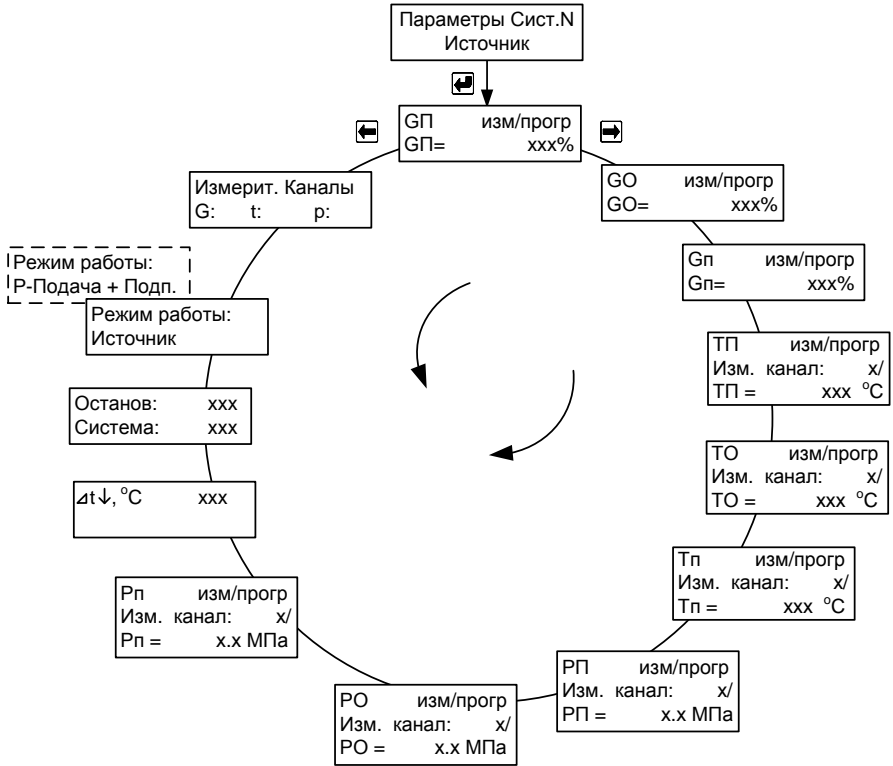 Параметры Сист.N
Источник
GП изм/прогр
GП= xxx%
GO изм/прогр
GO= xxx%
Gп изм/прогр
Gп= xxx%
ТП изм/прогр
Изм. канал: x/
ТП = xxx °C
ТО изм/прогр
Изм. канал: x/
ТО = xxx °C
Тп изм/прогр
Изм. канал: x/
Тп = xxx °C
РП изм/прогр
Изм. канал: x/
РП = x.x МПа
РО изм/прогр
Изм. канал: x/
РО = x.x МПа
Рп изм/прогр
Изм. канал: x/
Рп = x.x МПа
⊿t↓, °C xxx
Останов: xxx
Система: xxx
Режим работы:
Источник
Режим работы:
Р-Подача + Подп.
Измерит. Каналы
G: t: p: